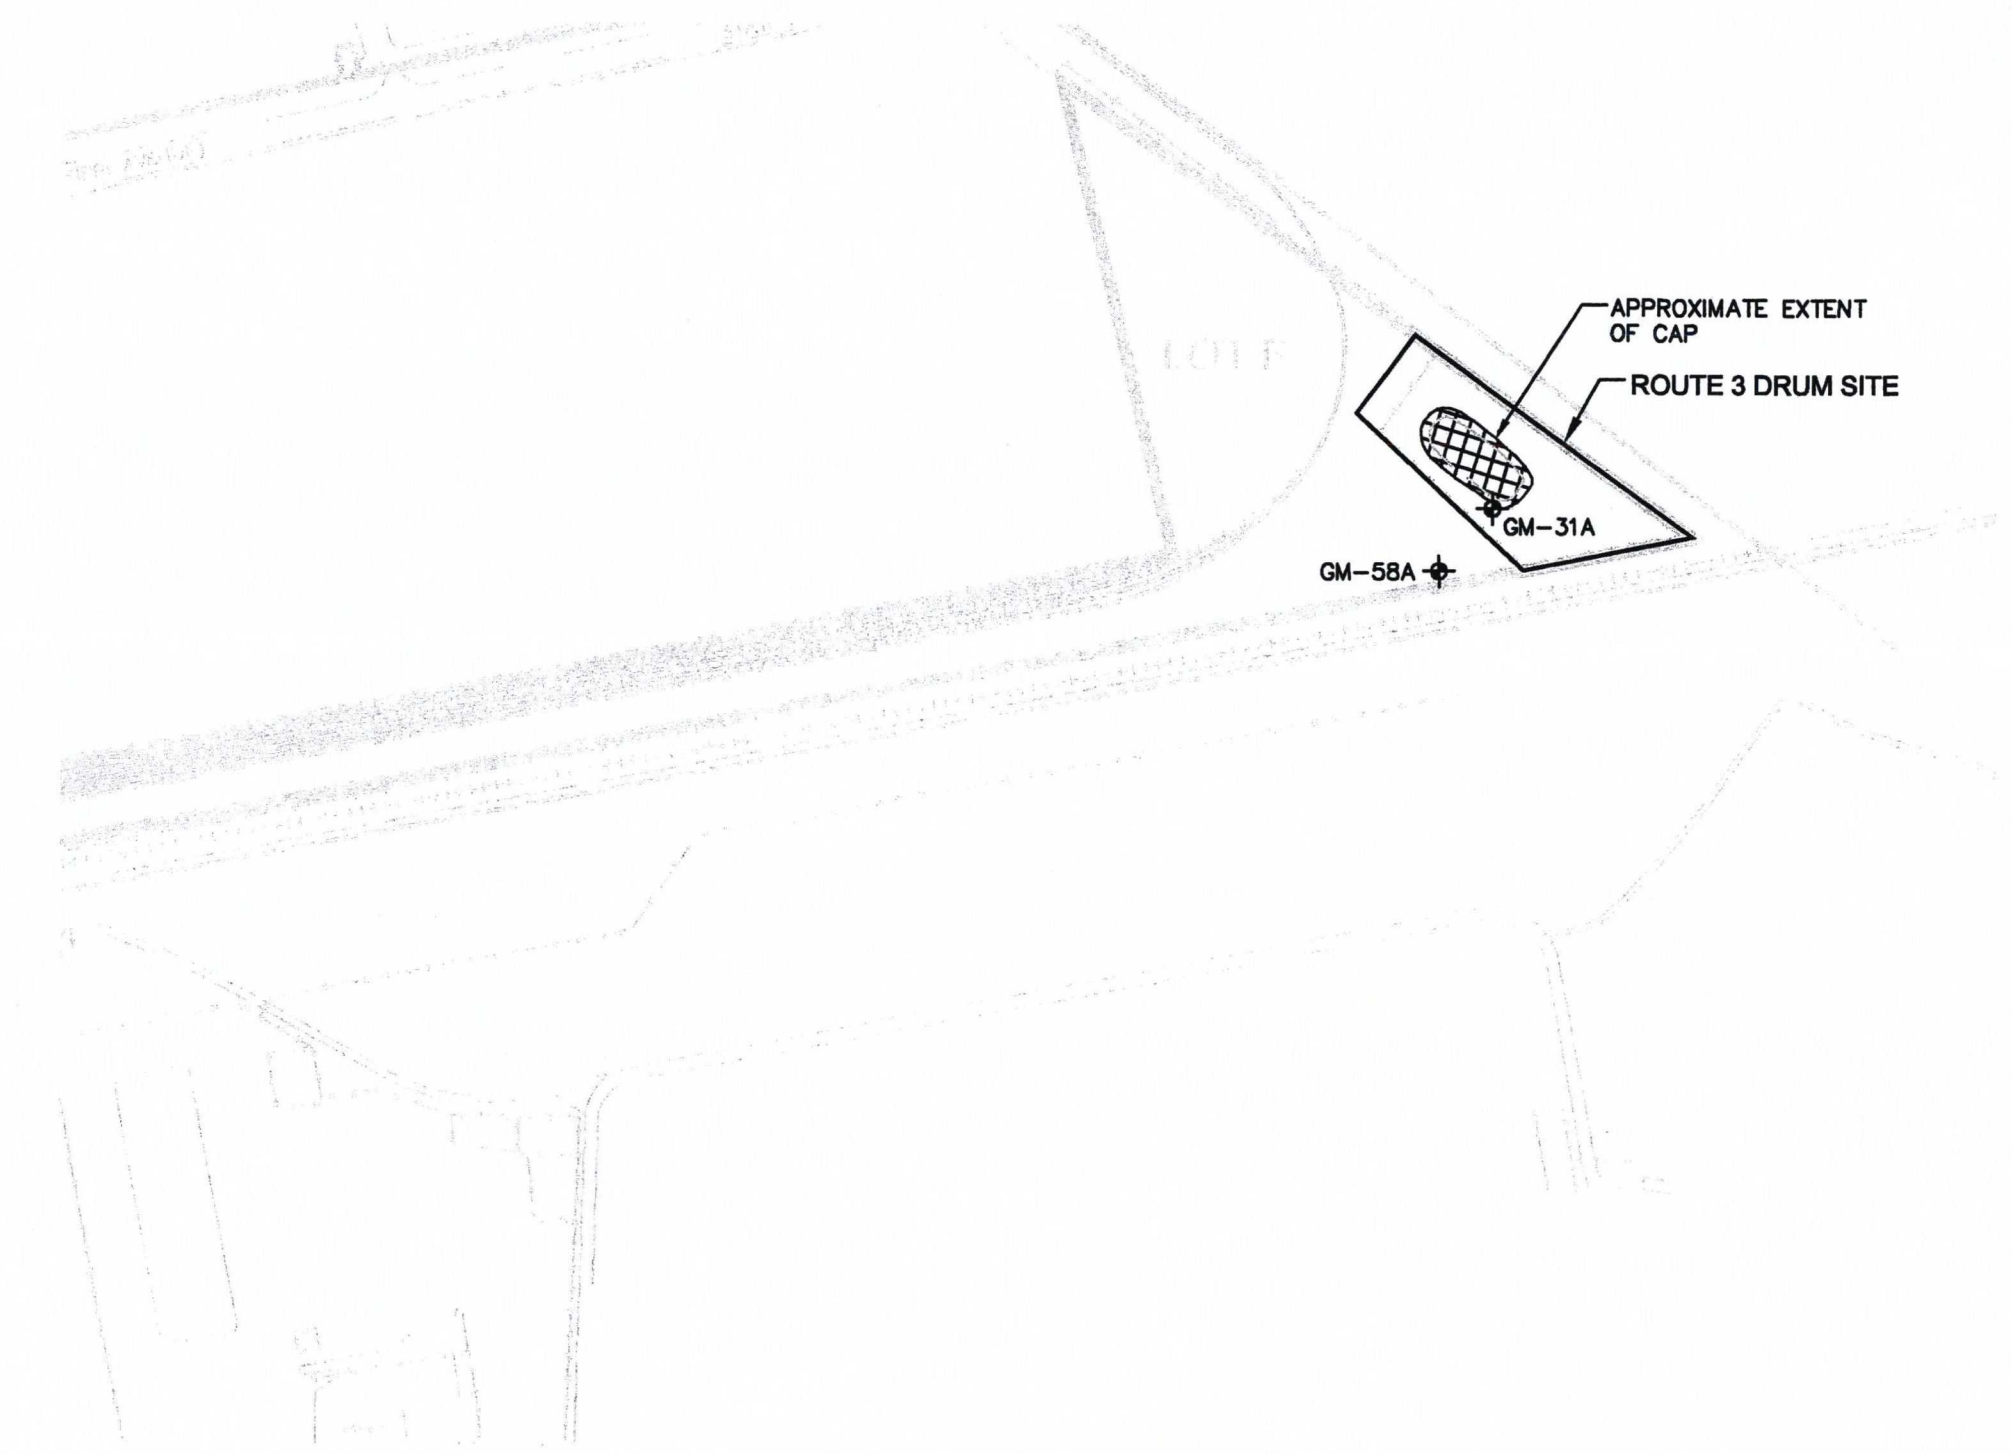 APPROXIMATE EXTENT
OF CAP
ROUTE 3 DRUM SITE
GM-31A
GM-58A